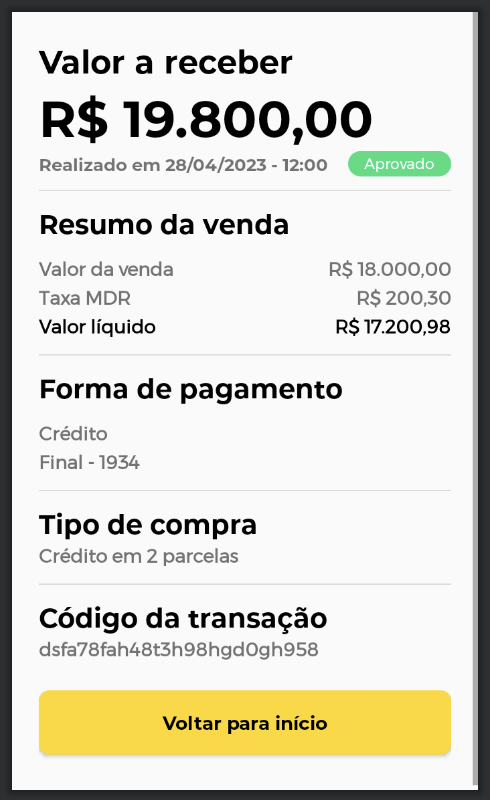 Valor a receber
R$ 19.800,00
Realizado em 28/04/2023 - 12:00 Aprovado
Resumo da venda
Valor da venda R$ 18.000,00
Taxa MDR R$ 200,30
Valor líquido R$ 17.200,98
Forma de pagamento
Crédito
Final - 1934
Tipo de compra
Crédito em 2 parcelas
Código da transação
dsfa78fah48t3h98hgd0gh958
Voltar para início